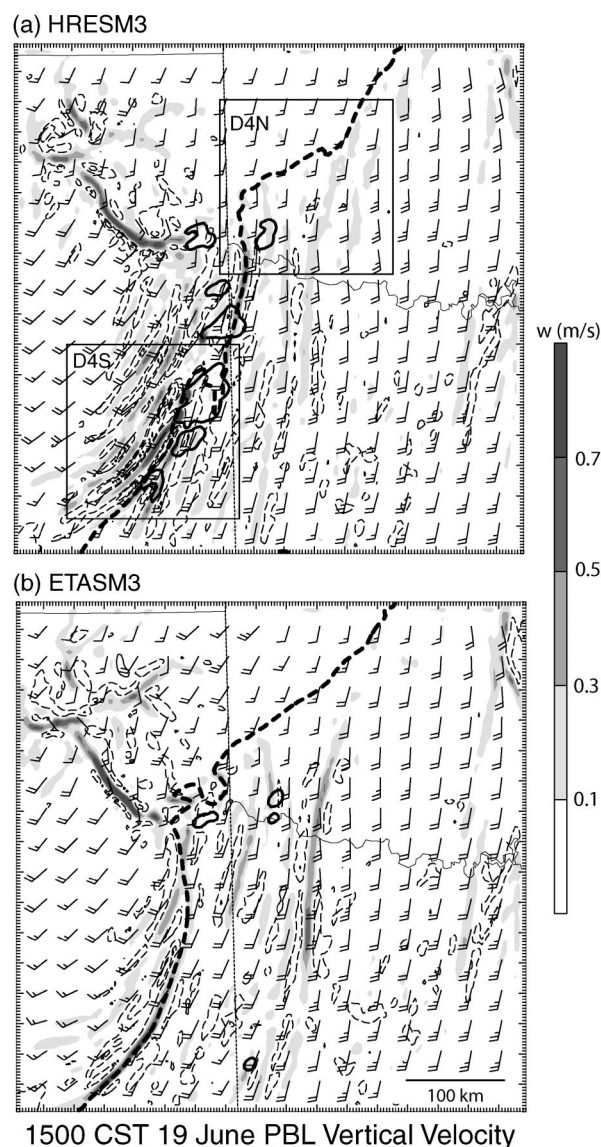 (a) HRESM3
D4N
D4S
w (m/s)
0.7
0.5
0.3
0.1
(b) ETASM3
100 km
1500 CST 19 June PBL Vertical Velocity